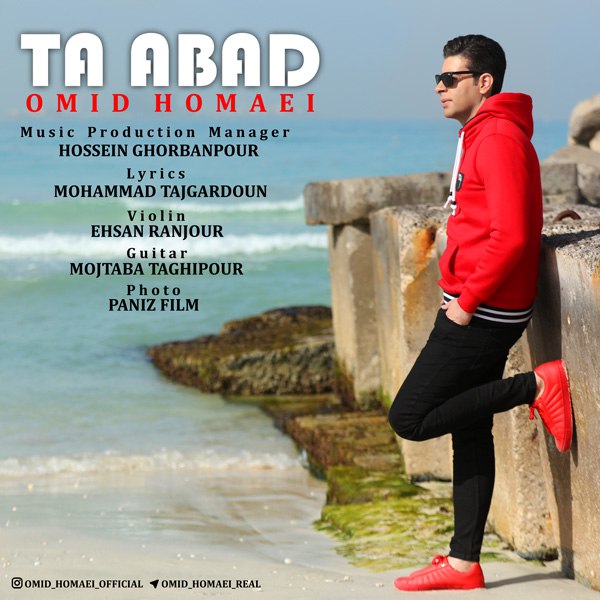 TA ABAD
OMID HOMAEI
Music Production Manager
HOSSEIN GHORBANPOUR
Lyrics
MOHAMMAD TAJGARDOUN
Violin
EHSAN RANJOUR
Guitar
MOJTABA TAGHIPOUR
Photo
PANIZ FILM
OMID_HOMAEI_OFFICIAL OMID_HOMAEI_REAL